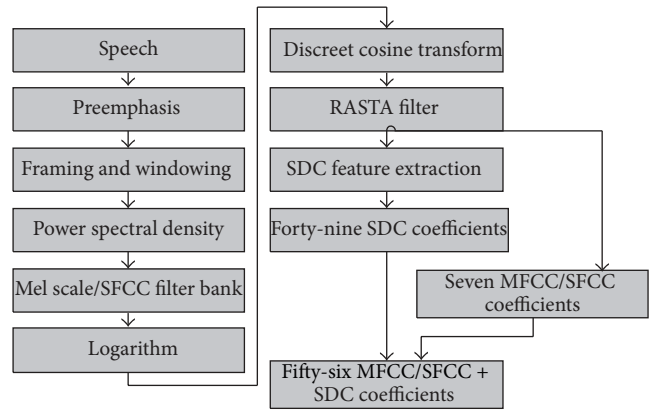 Speech
Preemphasis
Framing and windowing
Power spectral density
Mel scale/SFCC filter bank
Logarithm
Discreet cosine transform
RASTA filter
SDC feature extraction
Forty-nine SDC coefficients
Seven MFCC/SFCC
coefficients
Fifty-six MFCC/SFCC +
SDC coefficients